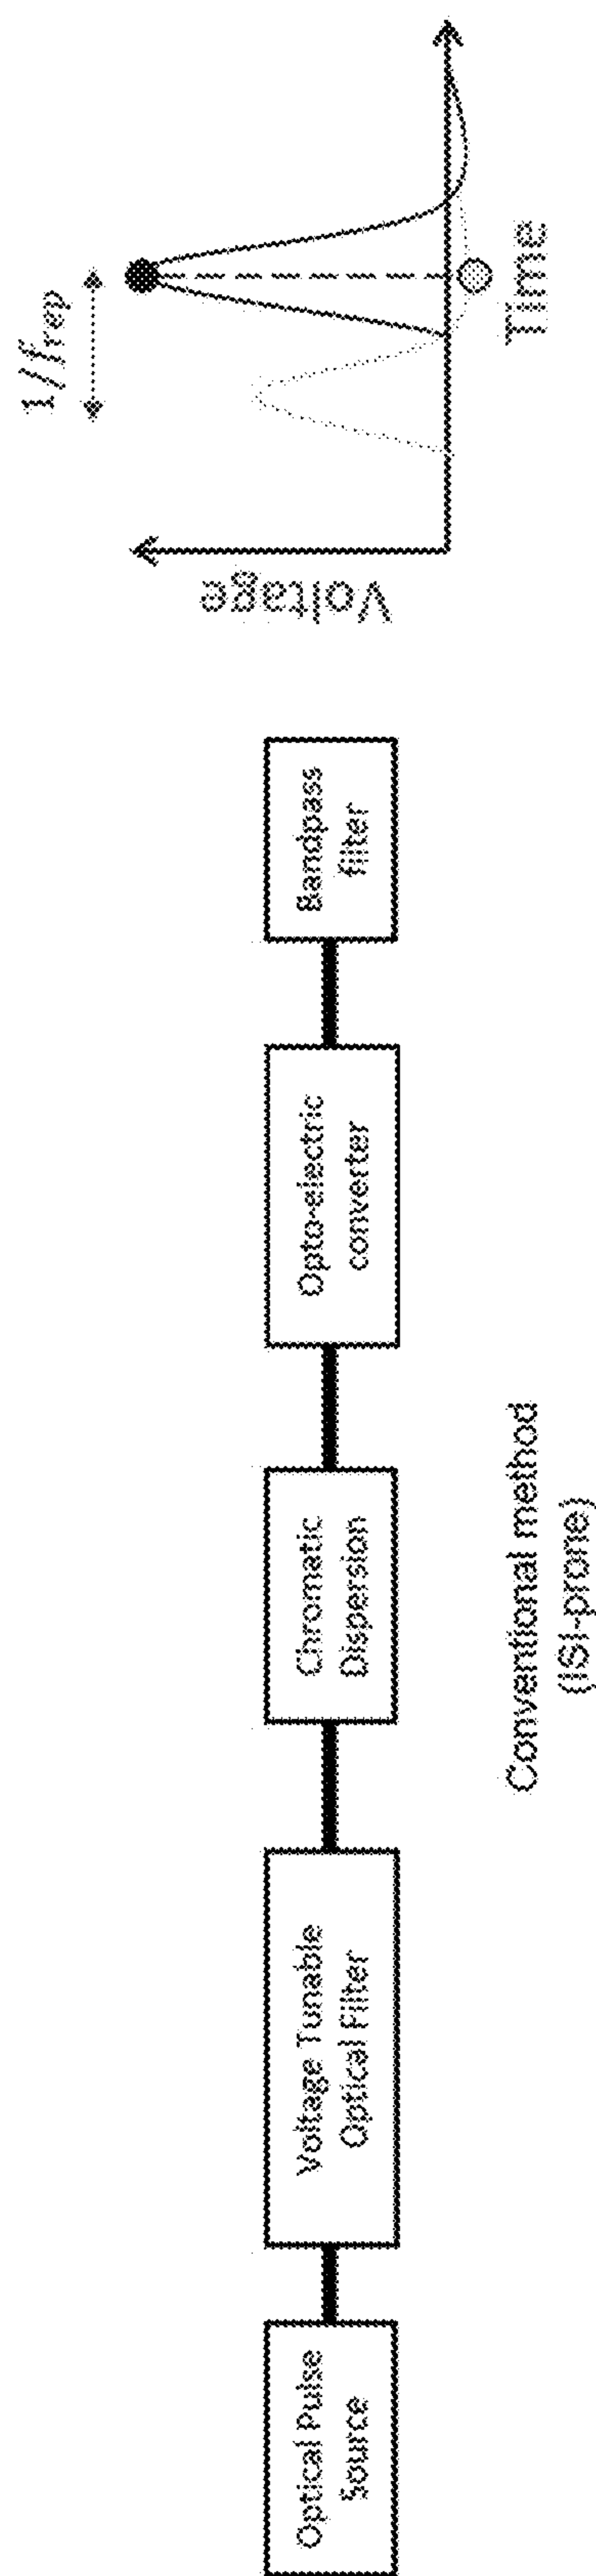 Optical Pulse
Source
Voltage Tunable
Optical Filter
Chromatic
Dispersion
Opto-electric
converter
Bandpass
filter
Conventional method
(ISI-prone)
Voltage
1/frep
Time